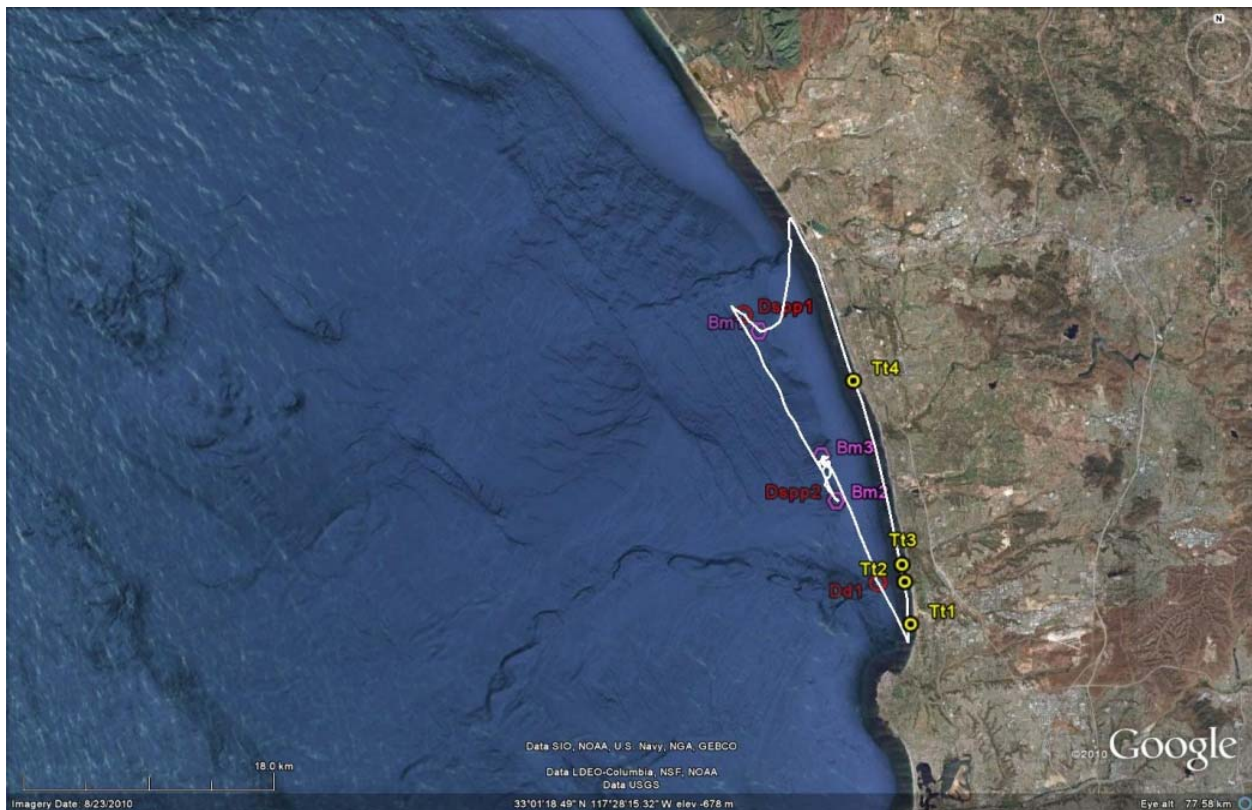 N
Dspp1
Bm1
Tt4
Bm3
Dspp2
Bm2
Tt3
Tt2
Dd1
Tt1
Data SIO, NOAA, U.S. Navy, NGA, GEBCO
©2010 Google
18.0 km
Data LDEO-Columbia, NSF, NOAA
Data USGS
Imagery Date: 8/23/2010
33°01'18.49" N 117°28'15.32" W elev -678 m
Eye alt 77.58 km